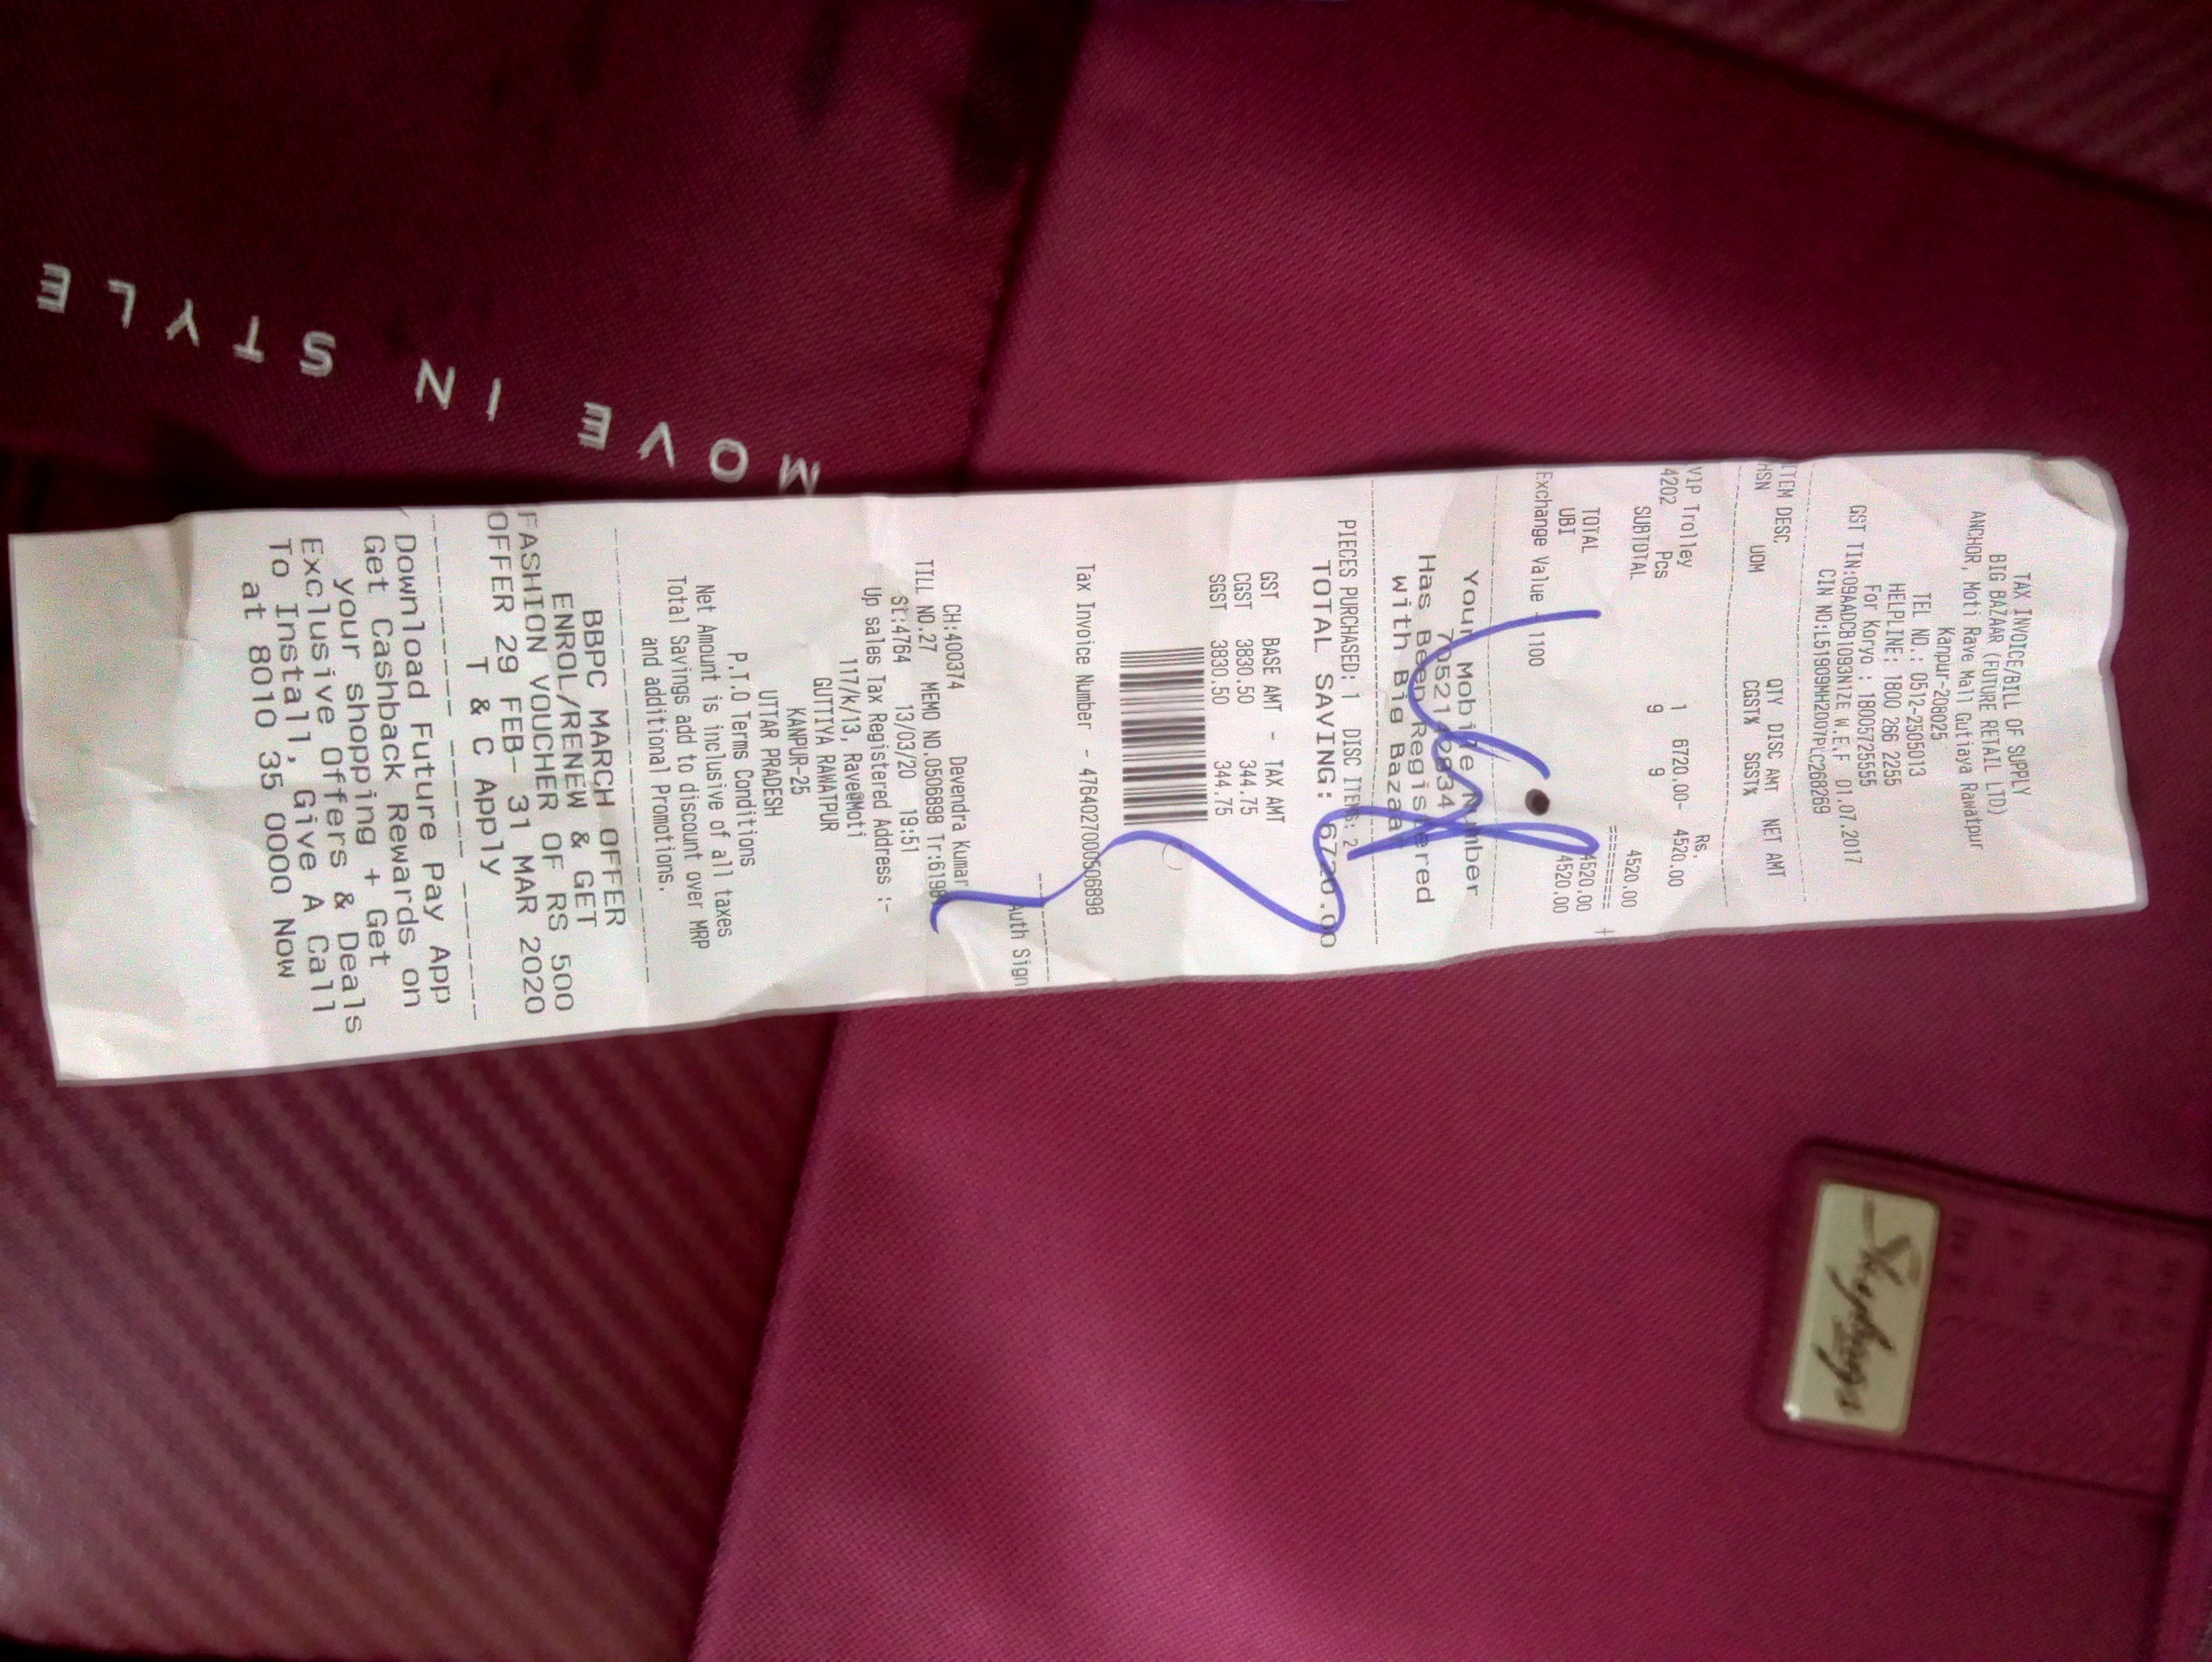 TAX INVOICE/BILL OF SUPPLY
BIG BAZAAR (FUTURE RETAIL LTD)
ANCHOR, Moti Rave Mall Gutiaya Rawatpur
Kanpur-208025
TEL NO.: 0512-2505013
HELPLINE: 1800 266 2255
For Koryo : 18005725555
GST TIN:09AADCB1093N1ZE W.E.F 01.07.2017
CIN NO:L51909MH2007PLC268269
ITEM DESC QTY DISC AMT NET AMT
HSN UOM CGST% SGST%
Rs.
VIP Trolley 1 6720.00- 4520.00
4202 Pcs 9 9
SUBTOTAL 4520.00
========
TOTAL 4520.00
UBI 4520.00
Exchange Value - 1100
Your Mobile Number
Has Been Registered
with Big Bazaar
PIECES PURCHASED: 1 DISC ITEMS: 2
TOTAL SAVING: 6720.00
GST BASE AMT - TAX AMT
CGST 3830.50 344.75
SGST 3830.50 344.75
Tax Invoice Number - 4764027000506898
Auth Sign
CH:400374 Devendra Kumar
TILL NO.27 MEMO NO.0506898 Tr:6198
St:4764 13/03/20 19:51
Up sales Tax Registered Address :-
117/k/13, Rave@Moti
GUTTIYA RAWATPUR
KANPUR-25
UTTAR PRADESH
P.T.O Terms Conditions
Net Amount is inclusive of all taxes
Total Savings add to discount over MRP
and additional Promotions.
BBPC MARCH OFFER
ENROL/RENEW & GET
FASHION VOUCHER OF RS 500
OFFER 29 FEB- 31 MAR 2020
T & C Apply
Download Future Pay App
Get Cashback Rewards on
your shopping + Get
Exclusive Offers & Deals
To Install, Give A Call
at 8010 35 0000 Now
MOVE IN STYLE
Skybags